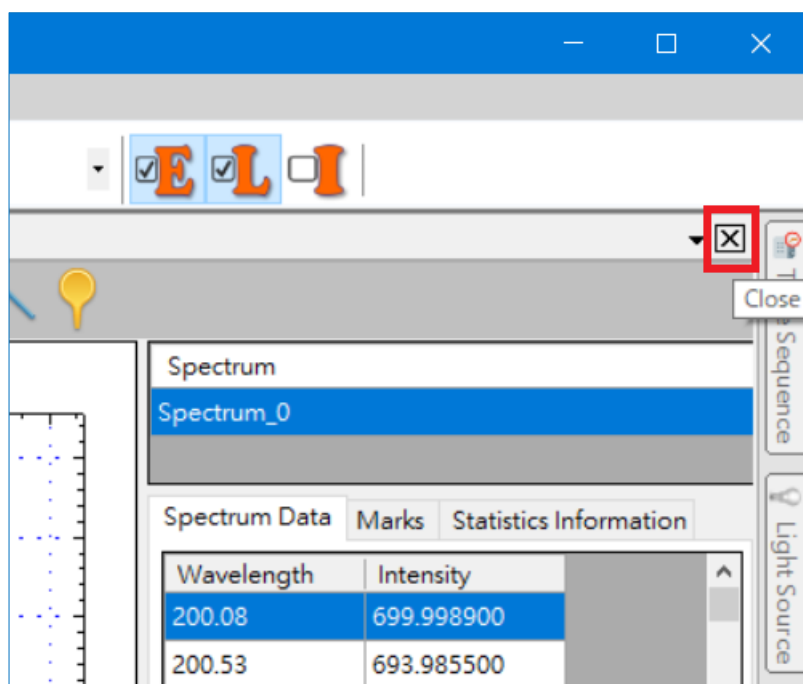 E L I
Close
Sequence
Spectrum
Spectrum_0
Spectrum Data Marks Statistics Information
Wavelength Intensity
200.08 699.998900
200.53 693.985500
Light Source